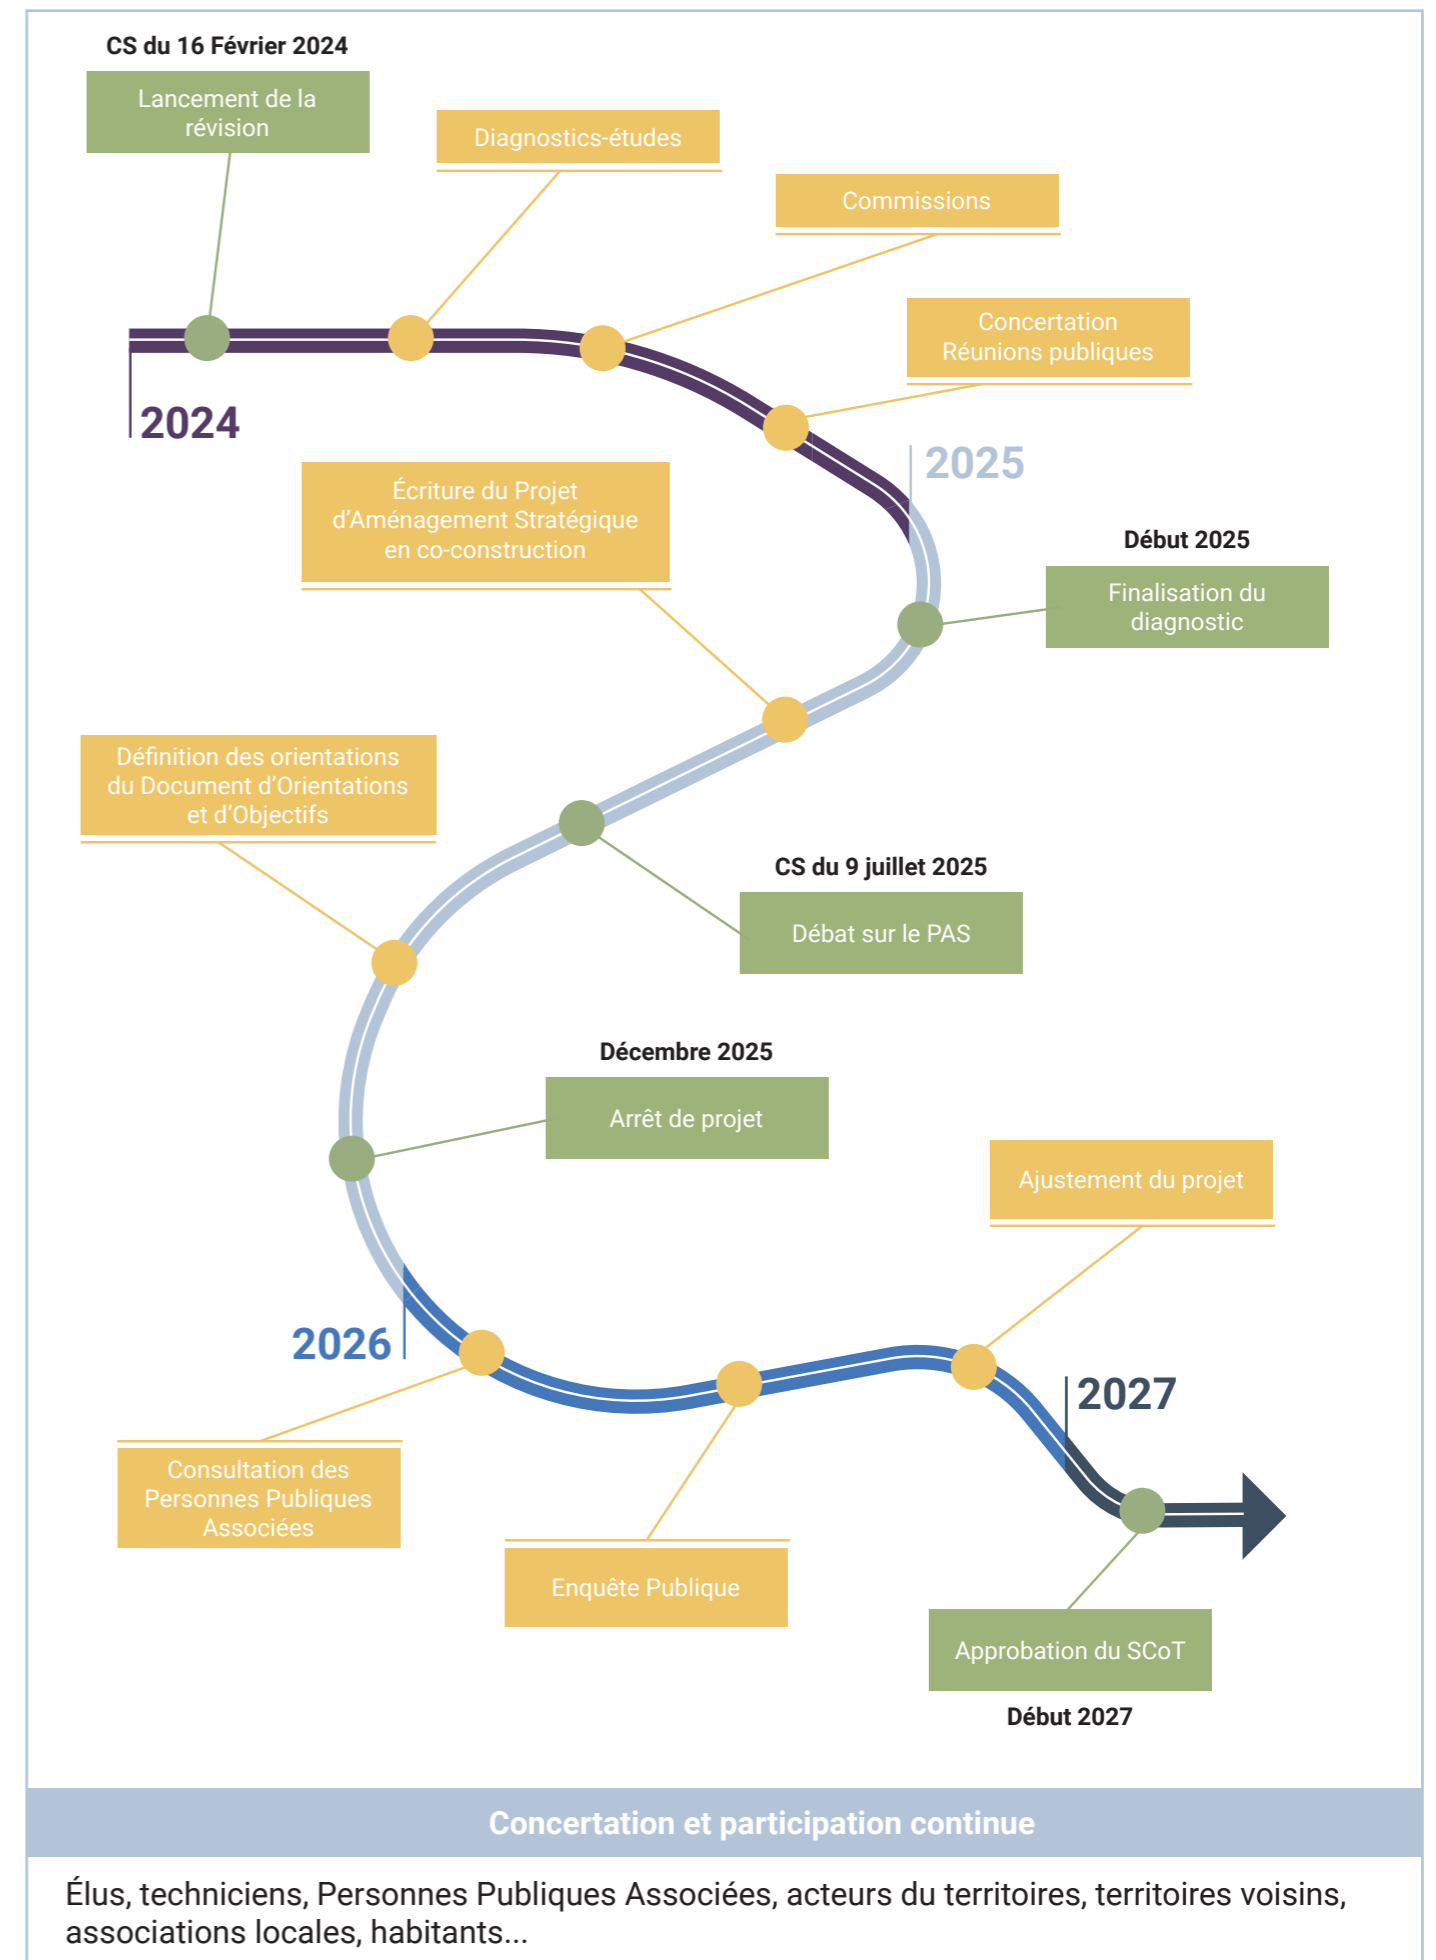 CS du 16 Février 2024
Lancement de la
révision
Diagnostics-études
Commissions
Concertation
Réunions publiques
2024
2025
Écriture du Projet
d’Aménagement Stratégique
en co-construction
Début 2025
Finalisation du
diagnostic
Définition des orientations
du Document d’Orientations
et d’Objectifs
CS du 9 juillet 2025
Débat sur le PAS
Décembre 2025
Arrêt de projet
Ajustement du projet
2026
2027
Consultation des
Personnes Publiques
Associées
Enquête Publique
Approbation du SCoT
Début 2027
Concertation et participation continue
Élus, techniciens, Personnes Publiques Associées, acteurs du territoires, territoires voisins,
associations locales, habitants...